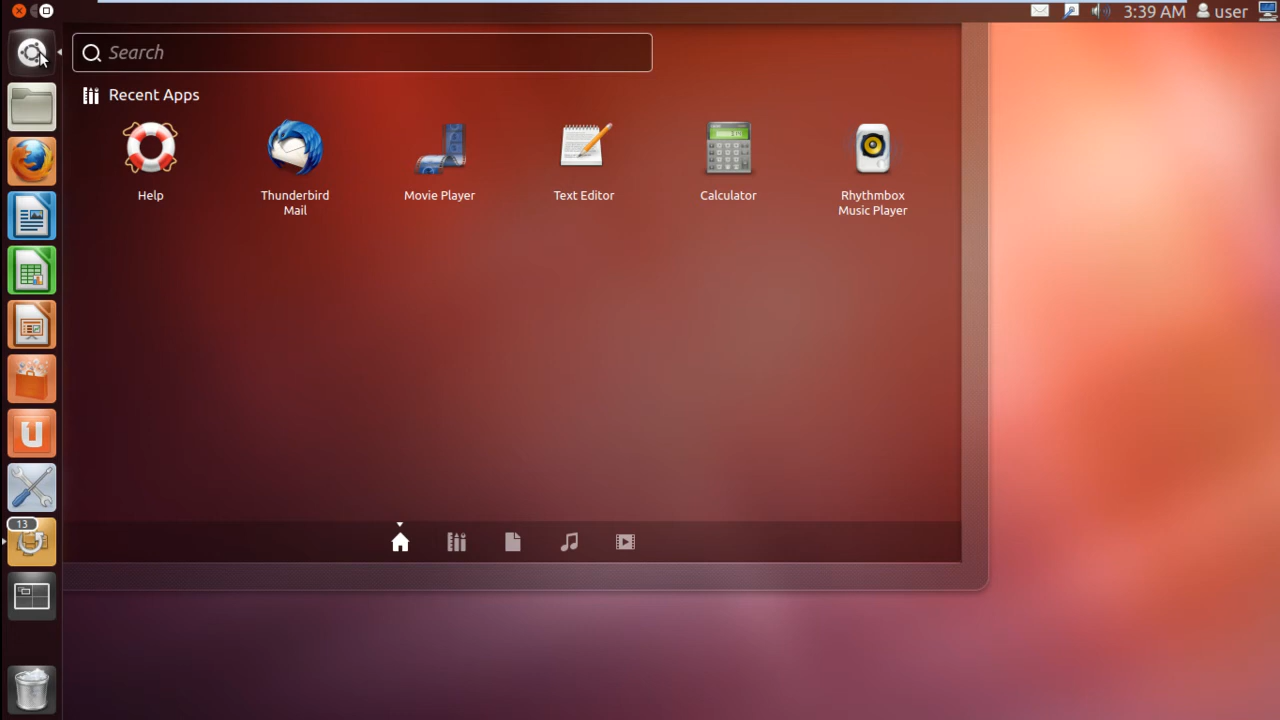 3:39 AM user
Search
Recent Apps
Help
Thunderbird
Mail
Movie Player
Text Editor
Calculator
Rhythmbox
Music Player
13